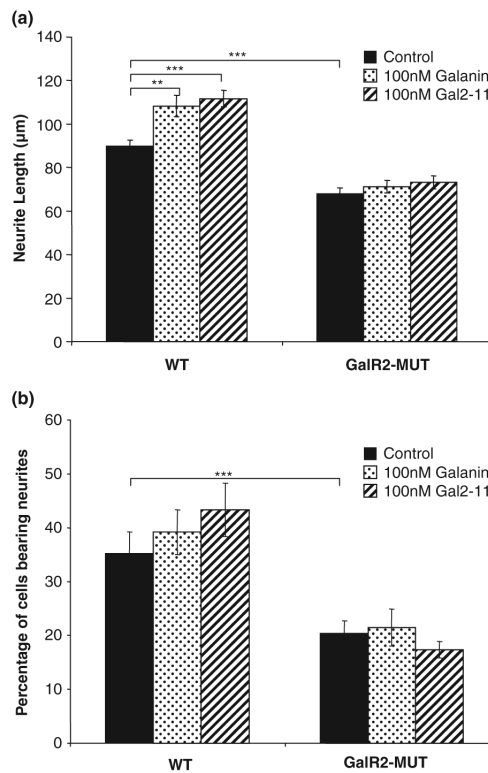 (a)
140
120
100
80
60
40
20
0
Neurite Length (µm)
***
***
**
Control
100nM Galanin
100nM Gal2-11
WT
GalR2-MUT
(b)
60
50
40
30
20
10
0
Percentage of cells bearing neurites
***
Control
100nM Galanin
100nM Gal2-11
WT
GalR2-MUT